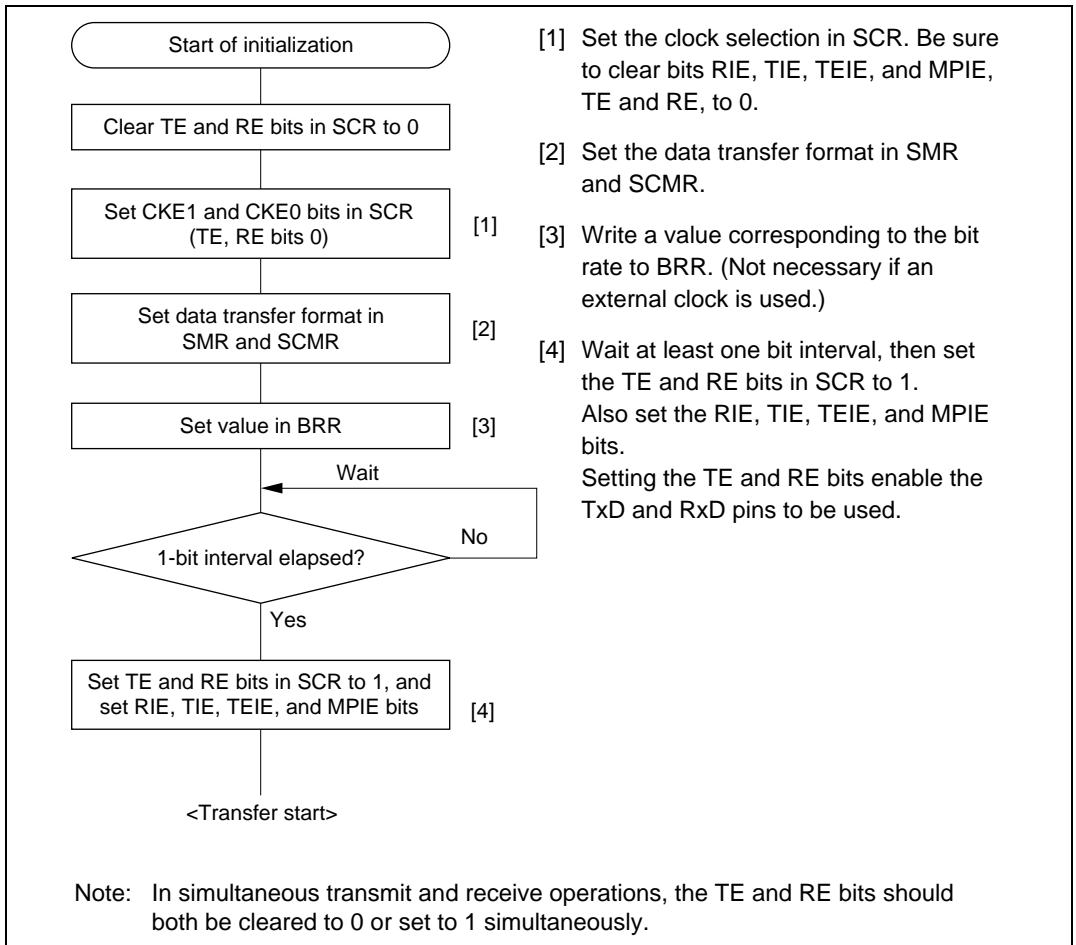 Start of initialization
Clear TE and RE bits in SCR to 0
Set CKE1 and CKE0 bits in SCR
(TE, RE bits 0)
[1]
Set data transfer format in
SMR and SCMR
[2]
Set value in BRR
[3]
Wait
No
1-bit interval elapsed?
Yes
Set TE and RE bits in SCR to 1, and
set RIE, TIE, TEIE, and MPIE bits
[4]
<Transfer start>
[1] Set the clock selection in SCR. Be sure
to clear bits RIE, TIE, TEIE, and MPIE,
TE and RE, to 0.
[2] Set the data transfer format in SMR
and SCMR.
[3] Write a value corresponding to the bit
rate to BRR. (Not necessary if an
external clock is used.)
[4] Wait at least one bit interval, then set
the TE and RE bits in SCR to 1.
Also set the RIE, TIE, TEIE, and MPIE
bits.
Setting the TE and RE bits enable the
TxD and RxD pins to be used.
Note: In simultaneous transmit and receive operations, the TE and RE bits should
both be cleared to 0 or set to 1 simultaneously.